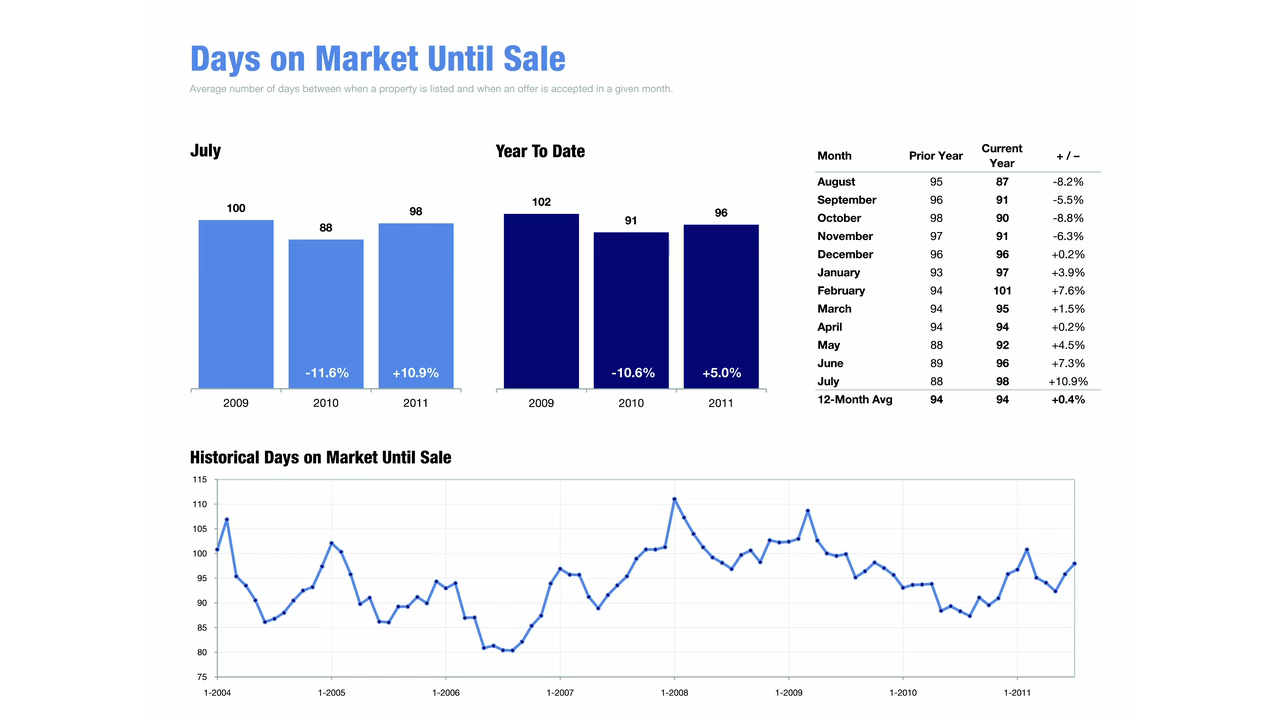 Days on Market Until Sale
Average number of days between when a property is listed and when an offer is accepted in a given month.
July
100
88
98
-11.6%
+10.9%
2009
2010
2011
Year To Date
102
91
96
-10.6%
+5.0%
2009
2010
2011
Month Prior Year Current Year + / –
August 95 87 -8.2%
September 96 91 -5.5%
October 98 90 -8.8%
November 97 91 -6.3%
December 96 96 +0.2%
January 93 97 +3.9%
February 94 101 +7.6%
March 94 95 +1.5%
April 94 94 +0.2%
May 88 92 +4.5%
June 89 96 +7.3%
July 88 98 +10.9%
12-Month Avg 94 94 +0.4%
Historical Days on Market Until Sale
115
110
105
100
95
90
85
80
75
1-2004 1-2005 1-2006 1-2007 1-2008 1-2009 1-2010 1-2011